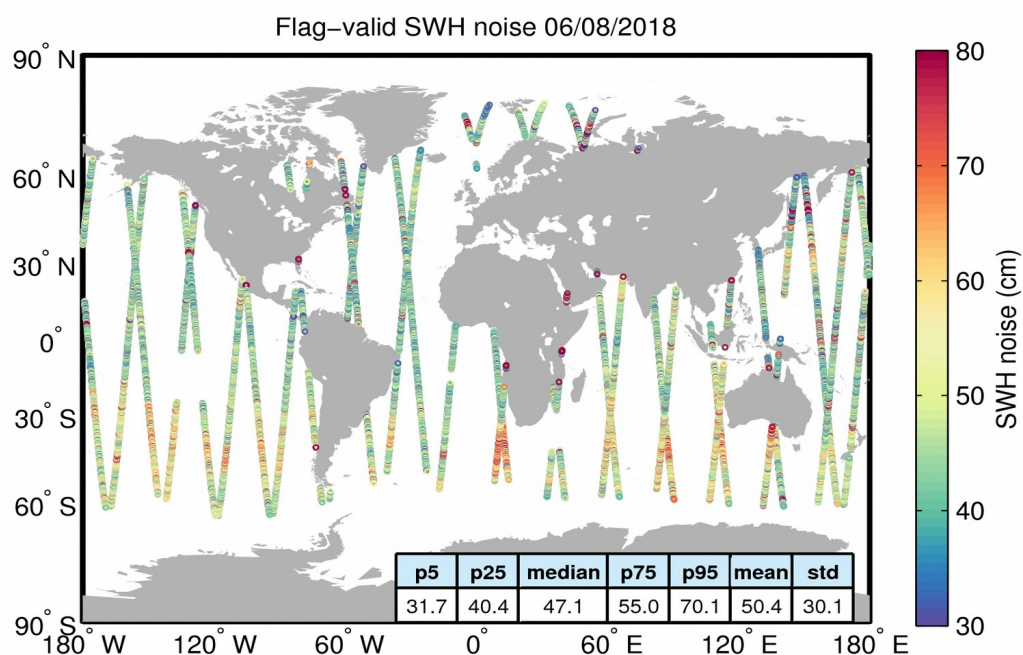 Flag−valid SWH noise 06/08/2018
90° N
60° N
30° N
0°
30° S
60° S
90° S
180° W
120° W
60° W
0°
60° E
120° E
180° E
80
70
60
50
40
30
SWH noise (cm)
p5 p25 median p75 p95 mean std
31.7 40.4 47.1 55.0 70.1 50.4 30.1